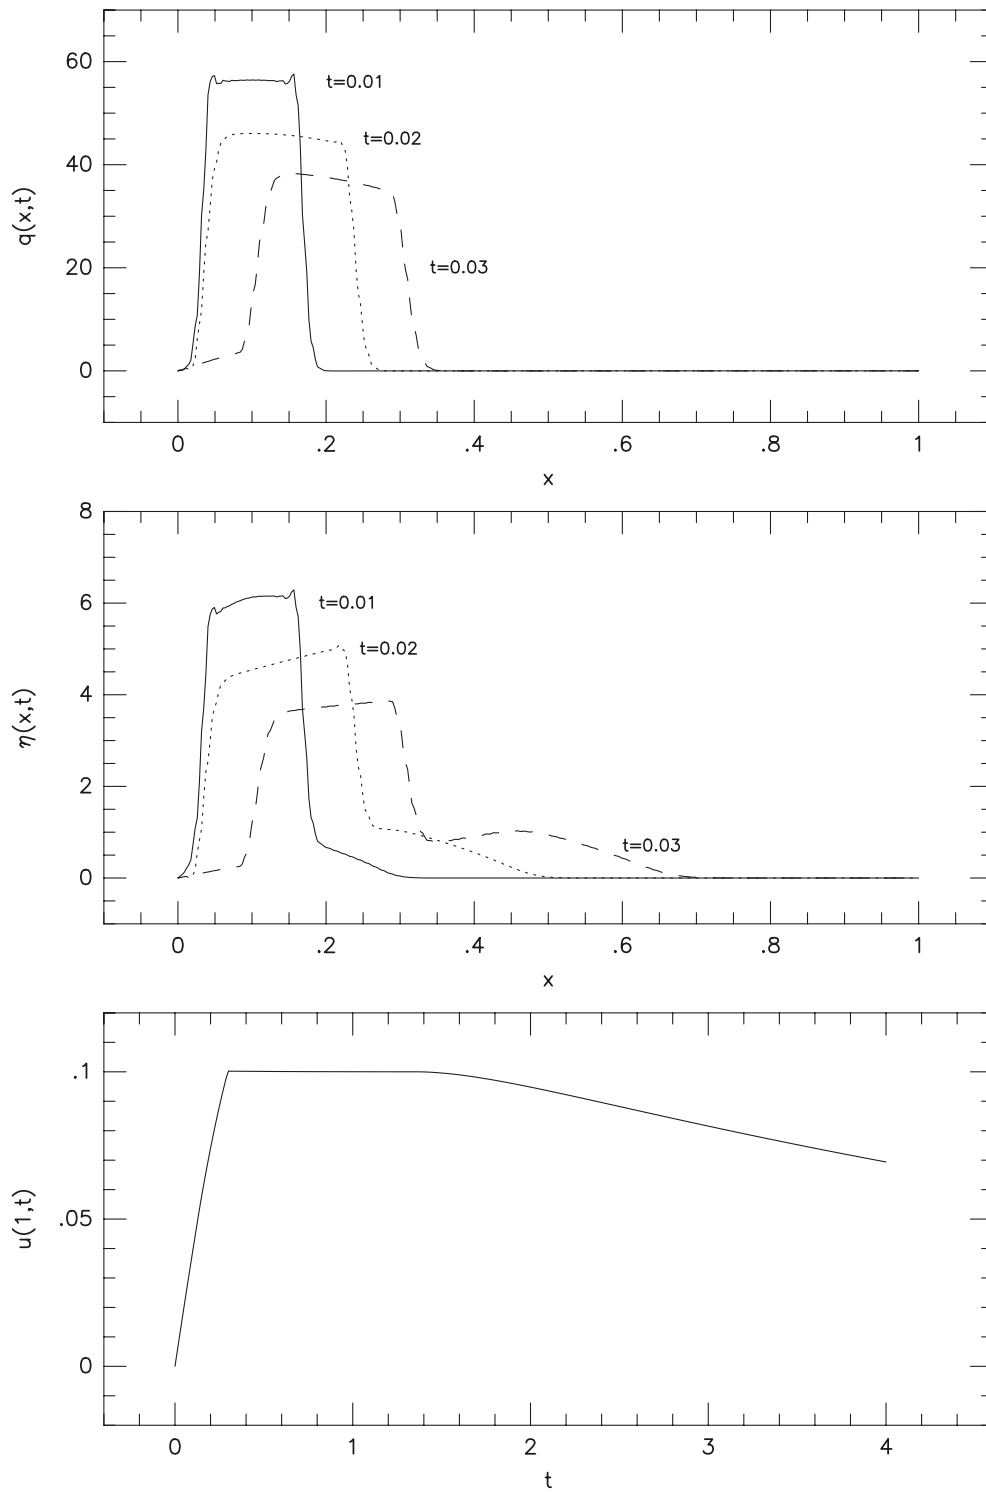 60
t=0.01
t=0.02
40
q(x,t)
t=0.03
20
0
0 .2 .4 .6 .8 1
x
8
6
t=0.01
t=0.02
4
η(x,t)
2
t=0.03
0
0 .2 .4 .6 .8 1
x
.1
u(1,t)
.05
0
0 1 2 3 4
t